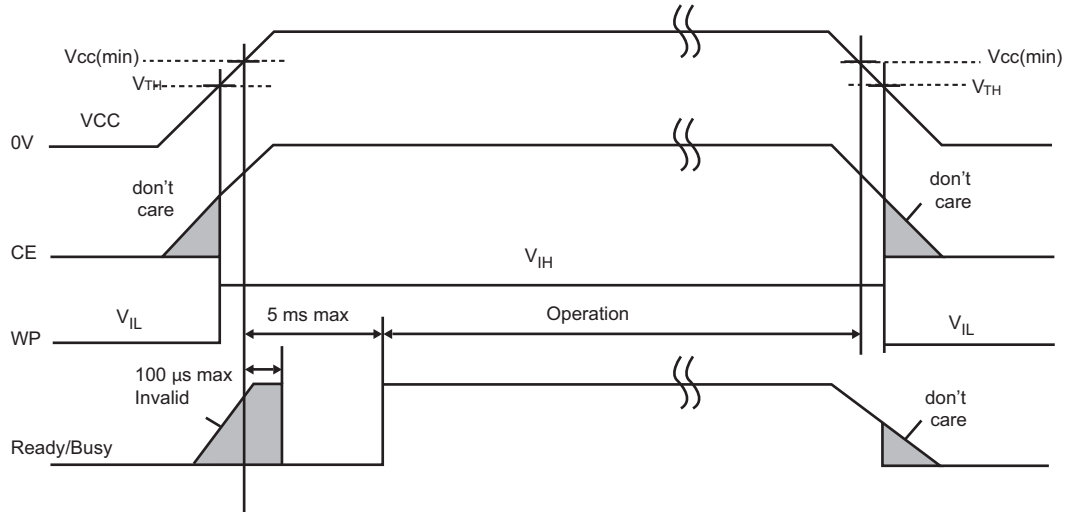 Vcc(min)
Vcc(min)
VTH
VTH
VCC
0V
don't
care
don't
care
CE
VIH
VIL
5 ms max
Operation
VIL
WP
100 µs max
Invalid
don't
care
Ready/Busy